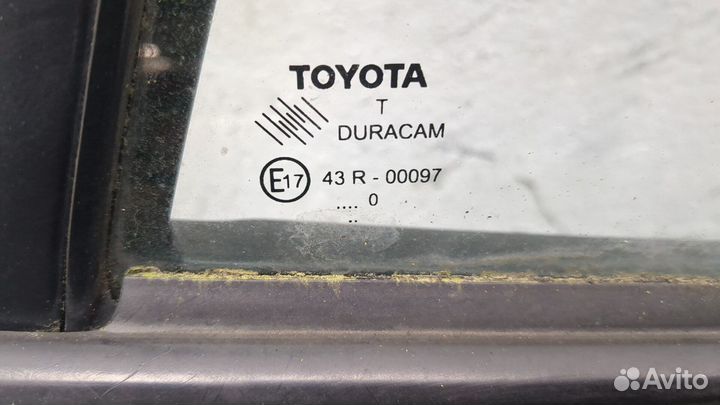 TOYOTA
T
DURACAM
E17 43 R - 00097
.... 0
..
Avito